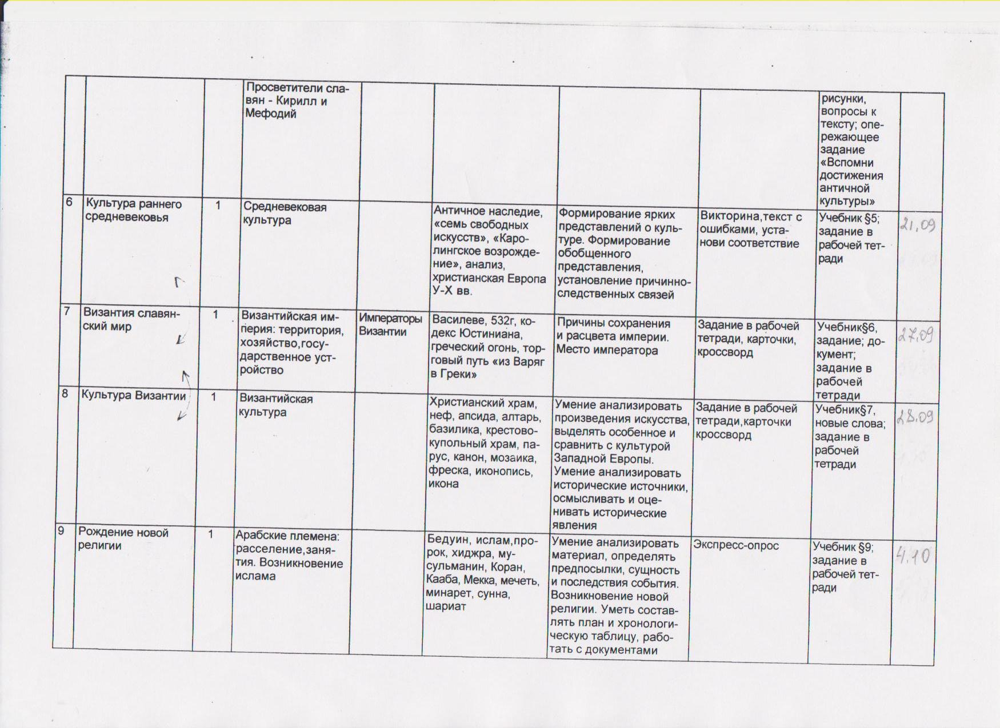 Просветители сла-
вян - Кирилл и
Мефодий
рисунки,
вопросы к
тексту; опе-
режающее
задание
«Вспомни
достижения
античной
культуры»
6
Культура раннего
средневековья
1
Средневековая
культура
Античное наследие,
«семь свободных
искусств», «Каро-
лингское возрожде-
ние», анализ,
христианская Европа
У-Х вв.
Формирование ярких
представлений о куль-
туре. Формирование
обобщенного
представления,
установление причинно-
следственных связей
Викторина,текст с
ошибками, уста-
нови соответствие
Учебник §5;
задание в
рабочей тет-
ради
21.09
7
Византия славян-
ский мир
1
Византийская им-
перия: территория,
хозяйство,госу-
дарственное уст-
ройство
Императоры
Византии
Василеве, 532г, ко-
декс Юстиниана,
греческий огонь, тор-
говый путь «из Варяг
в Греки»
Причины сохранения
и расцвета империи.
Место императора
Задание в рабочей
тетради, карточки,
кроссворд
Учебник§6,
задание; до-
кумент;
задание в
рабочей
тетради
27.09
8
Культура Византии
1
Византийская
культура
Христианский храм,
неф, апсида, алтарь,
базилика, крестово-
купольный храм, па-
рус, канон, мозаика,
фреска, иконопись,
икона
Умение анализировать
произведения искусства,
выделять особенное и
сравнить с культурой
Западной Европы.
Умение анализировать
исторические источники,
осмысливать и оце-
нивать исторические
явления
Задание в рабочей
тетради,карточки
кроссворд
Учебник§7,
новые слова;
задание в
рабочей
тетради
28.09
9
Рождение новой
религии
1
Арабские племена:
расселение,заня-
тия. Возникновение
ислама
Бедуин, ислам,про-
рок, хиджра, му-
сульманин, Коран,
Кааба, Мекка, мечеть,
минарет, сунна,
шариат
Умение анализировать
материал, определять
предпосылки, сущность
и последствия события.
Возникновение новой
религии. Уметь состав-
лять план и хронологи-
ческую таблицу, рабо-
тать с документами
Экспресс-опрос
Учебник §9;
задание в
рабочей тет-
ради
4.10